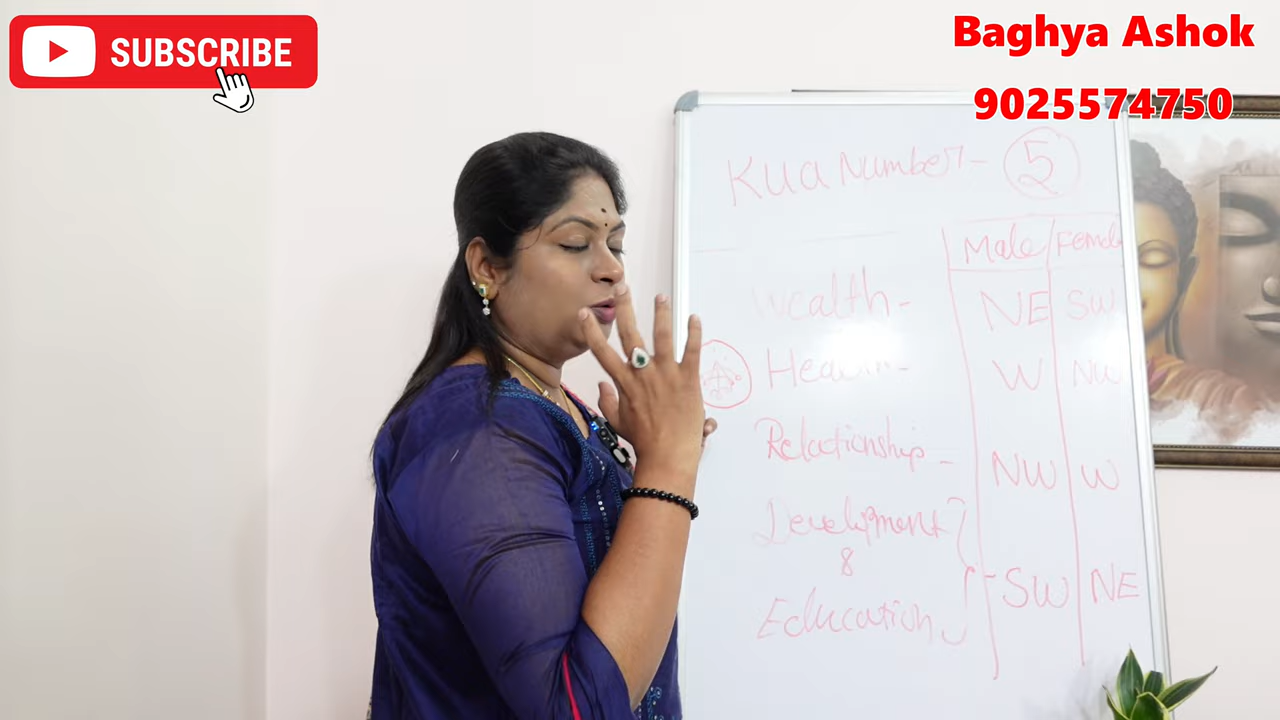 SUBSCRIBE
Baghya Ashok
9025574750
Kua Number - 5
Male Female
Wealth - NE SW
Health - W NW
Relationship - NW W
Development
&
Education - SW NE